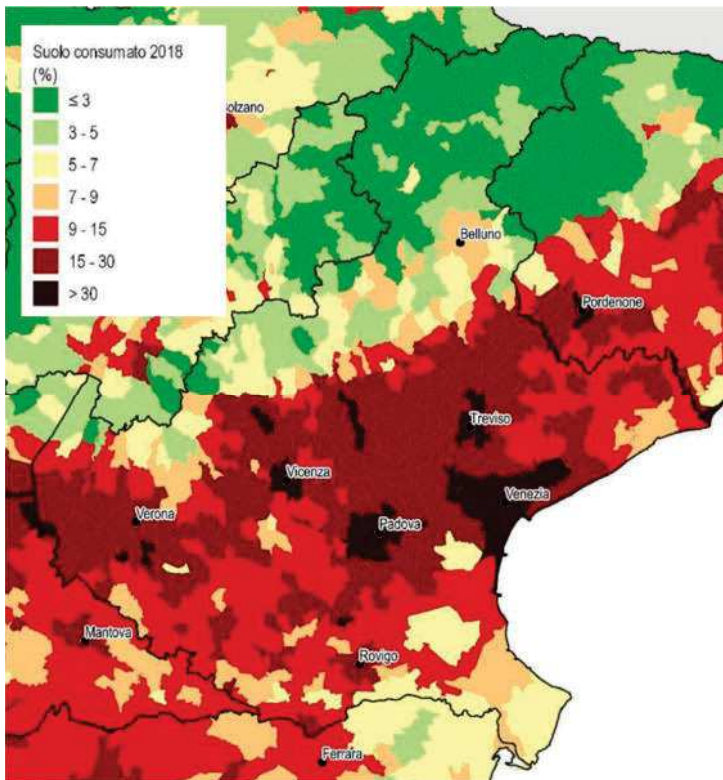 Suolo consumato 2018
(%)
≤ 3
3 - 5
5 - 7
7 - 9
9 - 15
15 - 30
> 30
olzano
Belluno
Pordenone
Treviso
Vicenza
Venezia
Verona
Padova
Mantova
Rovigo
Ferrara